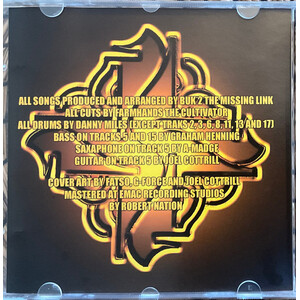 ALL SONGS PRODUCED AND ARRANGED BY BUK 2 THE MISSING LINK
ALL CUTS BY FARMHANDS THE CULTIVATOR
ALL DRUMS BY DANNY MILES (EXCEPT TRAKS 2, 3, 6, 8, 11, 13 AND 17)
BASS ON TRACKS 5 AND 15 BY GRAHAM HENNING
SAXAPHONE ON TRACK 5 BY A-MADGE
GUITAR ON TRACK 5 BY JOEL COTTRILL
COVER ART BY FATSO, G-FORCE AND JOEL COTTRILL
MASTERED AT EMAC RECORDING STUDIOS
BY ROBERT NATION